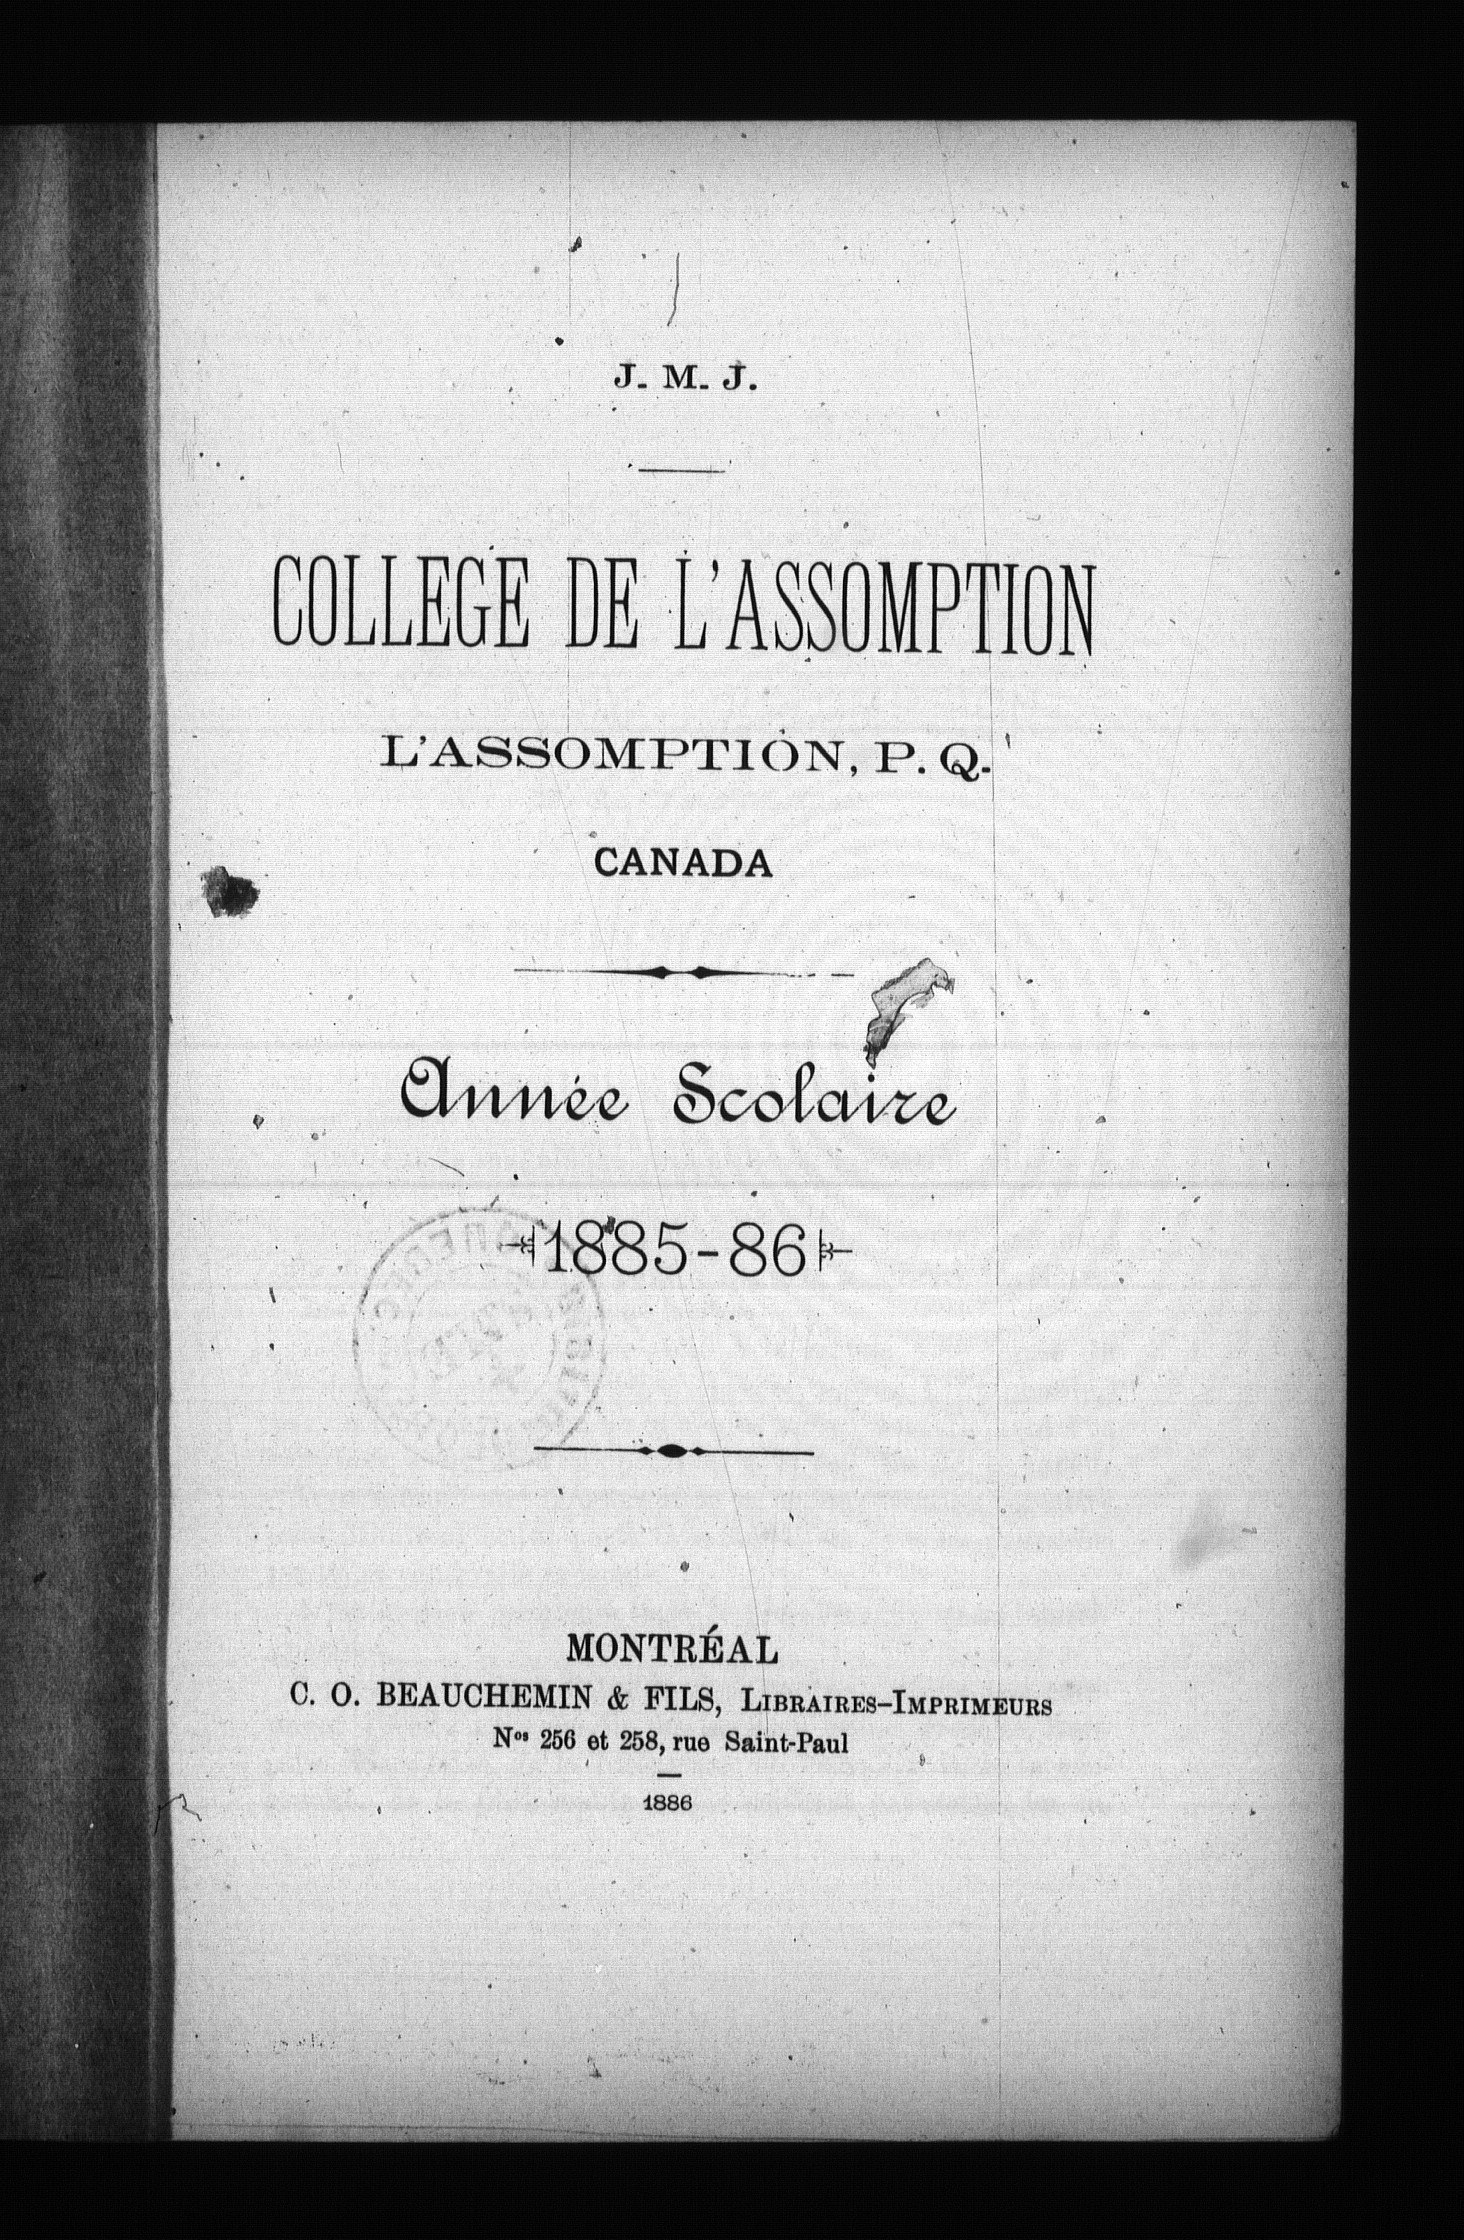 J. M. J.
COLLEGE DE L'ASSOMPTION
L'ASSOMPTION, P. Q.
CANADA
Année Scolaire
1885-86
MONTRÉAL
C. O. BEAUCHEMIN & FILS, LIBRAIRES-IMPRIMEURS
Nos 256 et 258, rue Saint-Paul
1886